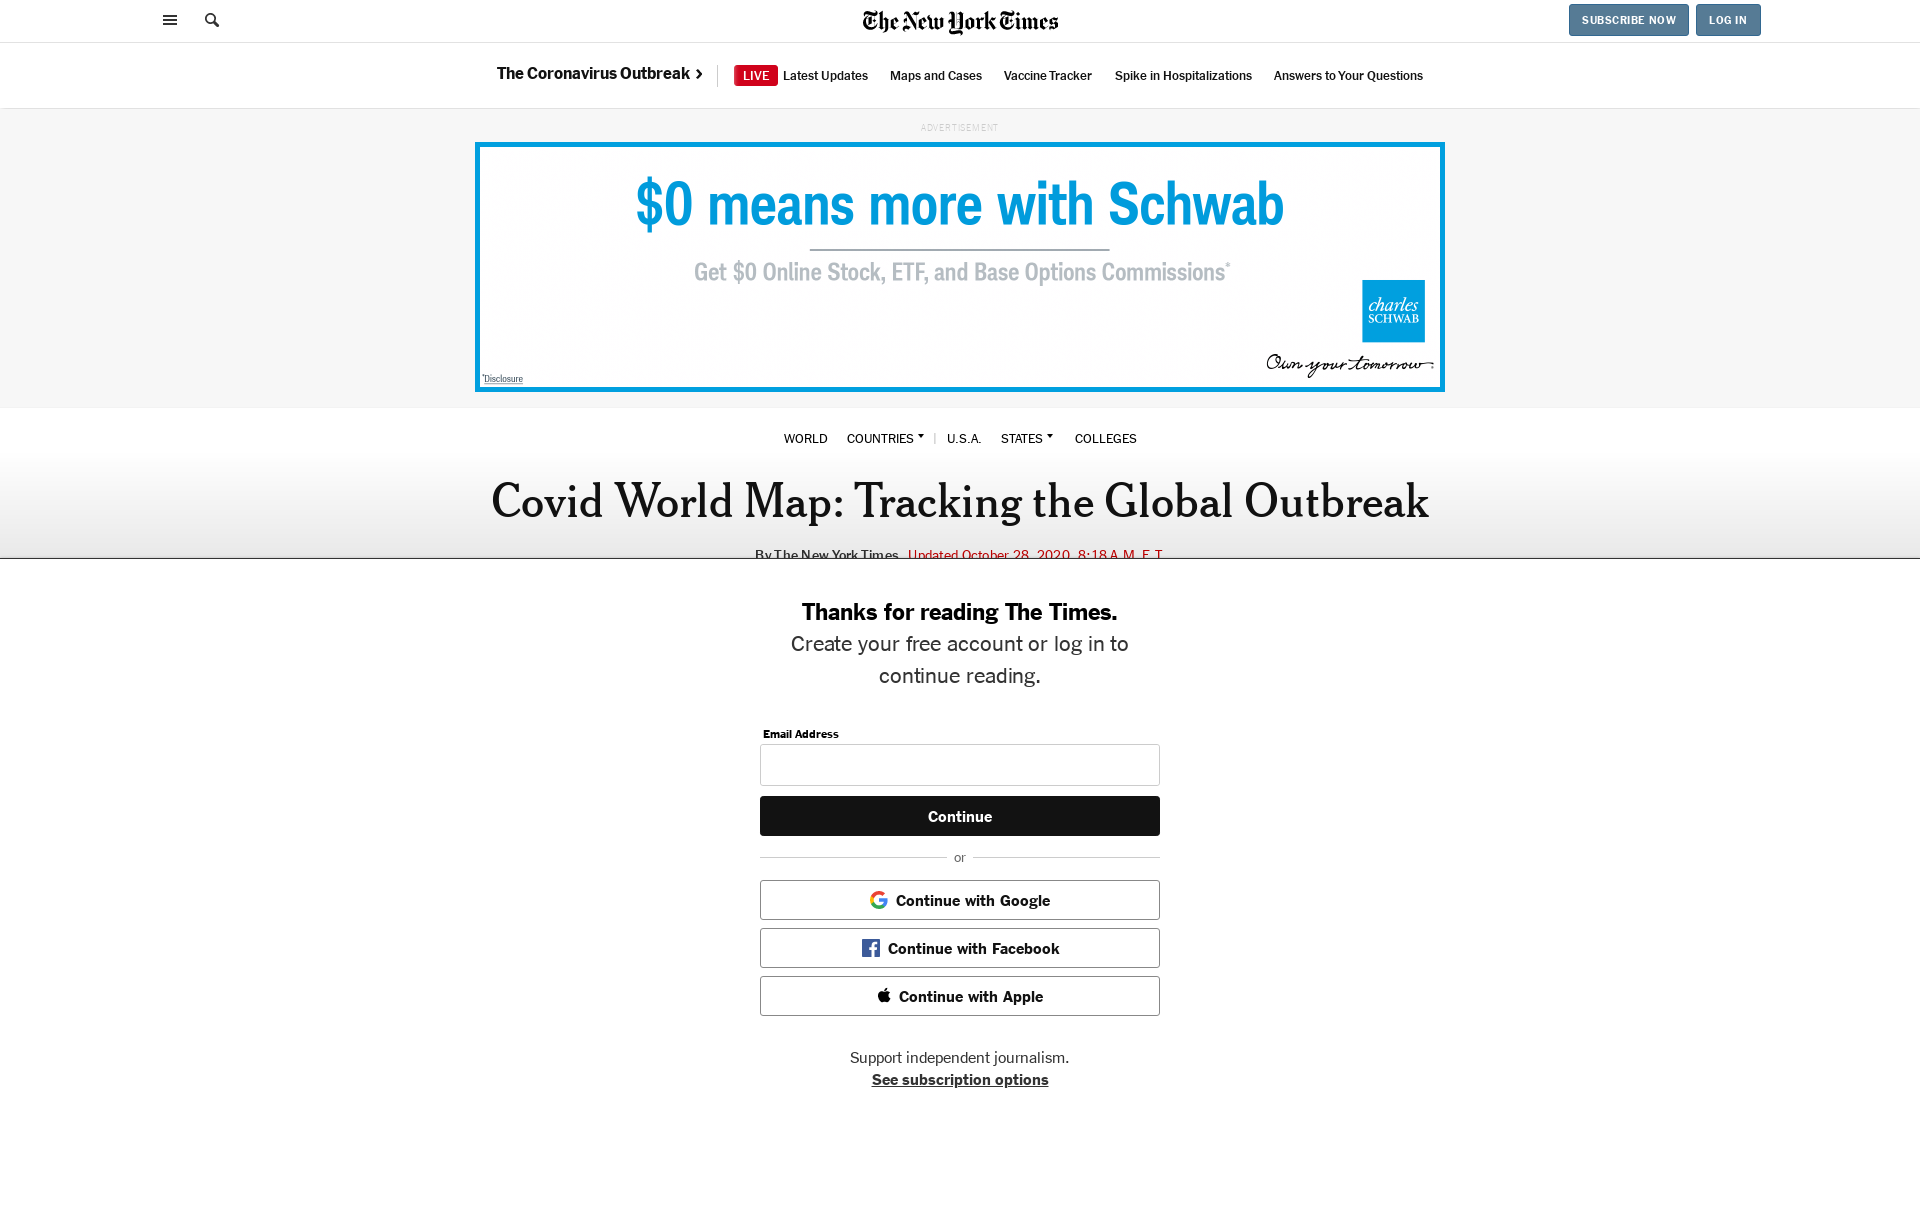 The New York Times
SUBSCRIBE NOW
LOG IN
The Coronavirus Outbreak
LIVE Latest Updates
Maps and Cases
Vaccine Tracker
Spike in Hospitalizations
Answers to Your Questions
ADVERTISEMENT
$0 means more with Schwab
Get $0 Online Stock, ETF, and Base Options Commissions*
charles
SCHWAB
Own your tomorrow
*Disclosure
WORLD COUNTRIES | U.S.A. STATES COLLEGES
Covid World Map: Tracking the Global Outbreak
By The New York Times Updated October 28, 2020, 8:18 A.M. E.T.
Thanks for reading The Times.
Create your free account or log in to
continue reading.
Email Address
Continue
or
Continue with Google
Continue with Facebook
Continue with Apple
Support independent journalism.
See subscription options